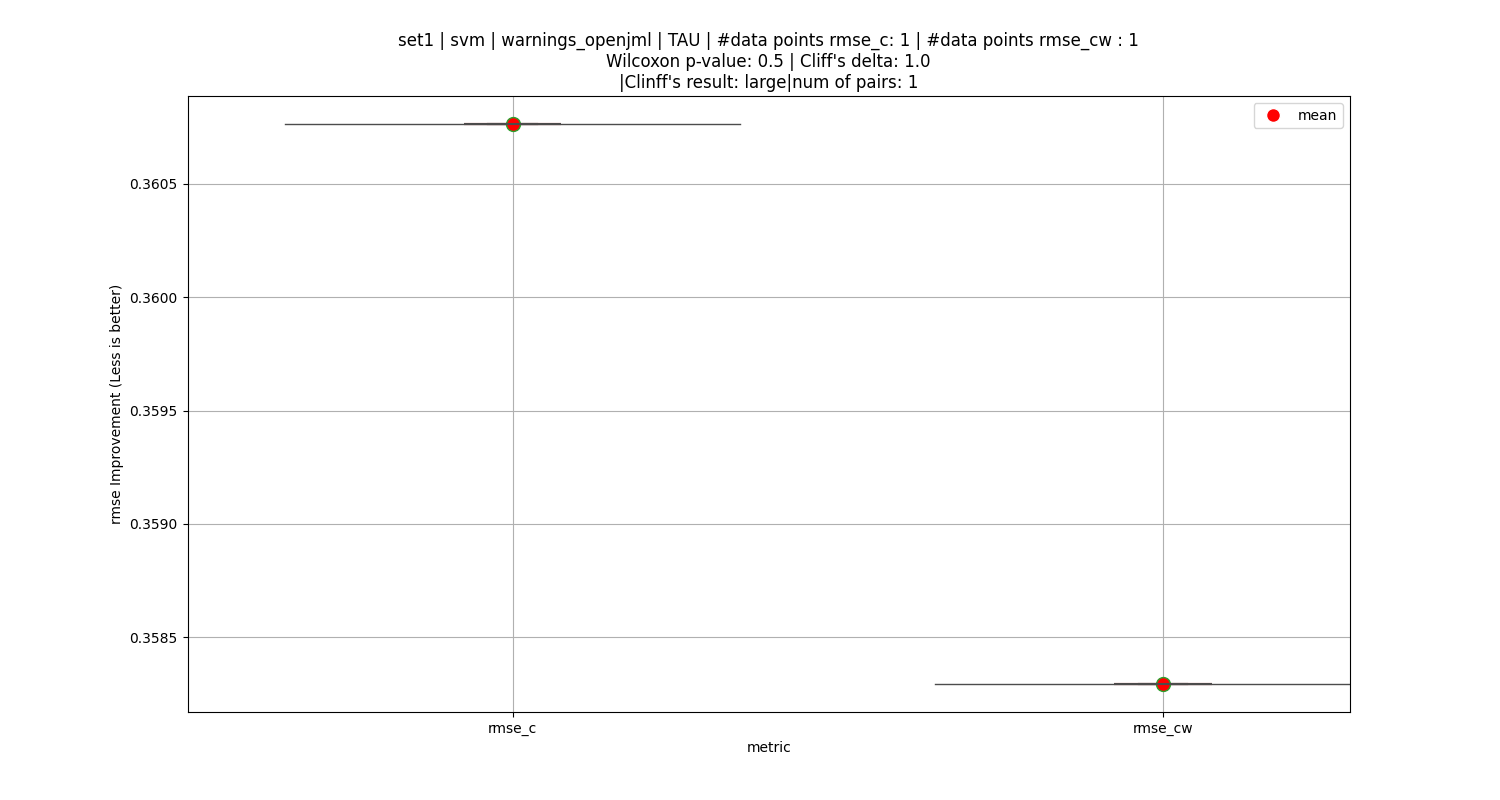 set1 | svm | warnings_openjml | TAU | #data points rmse_c: 1 | #data points rmse_cw : 1
Wilcoxon p-value: 0.5 | Cliff's delta: 1.0
|Clinff's result: large|num of pairs: 1
mean
0.3605
0.3600
0.3595
0.3590
0.3585
rmse Improvement (Less is better)
rmse_c
rmse_cw
metric